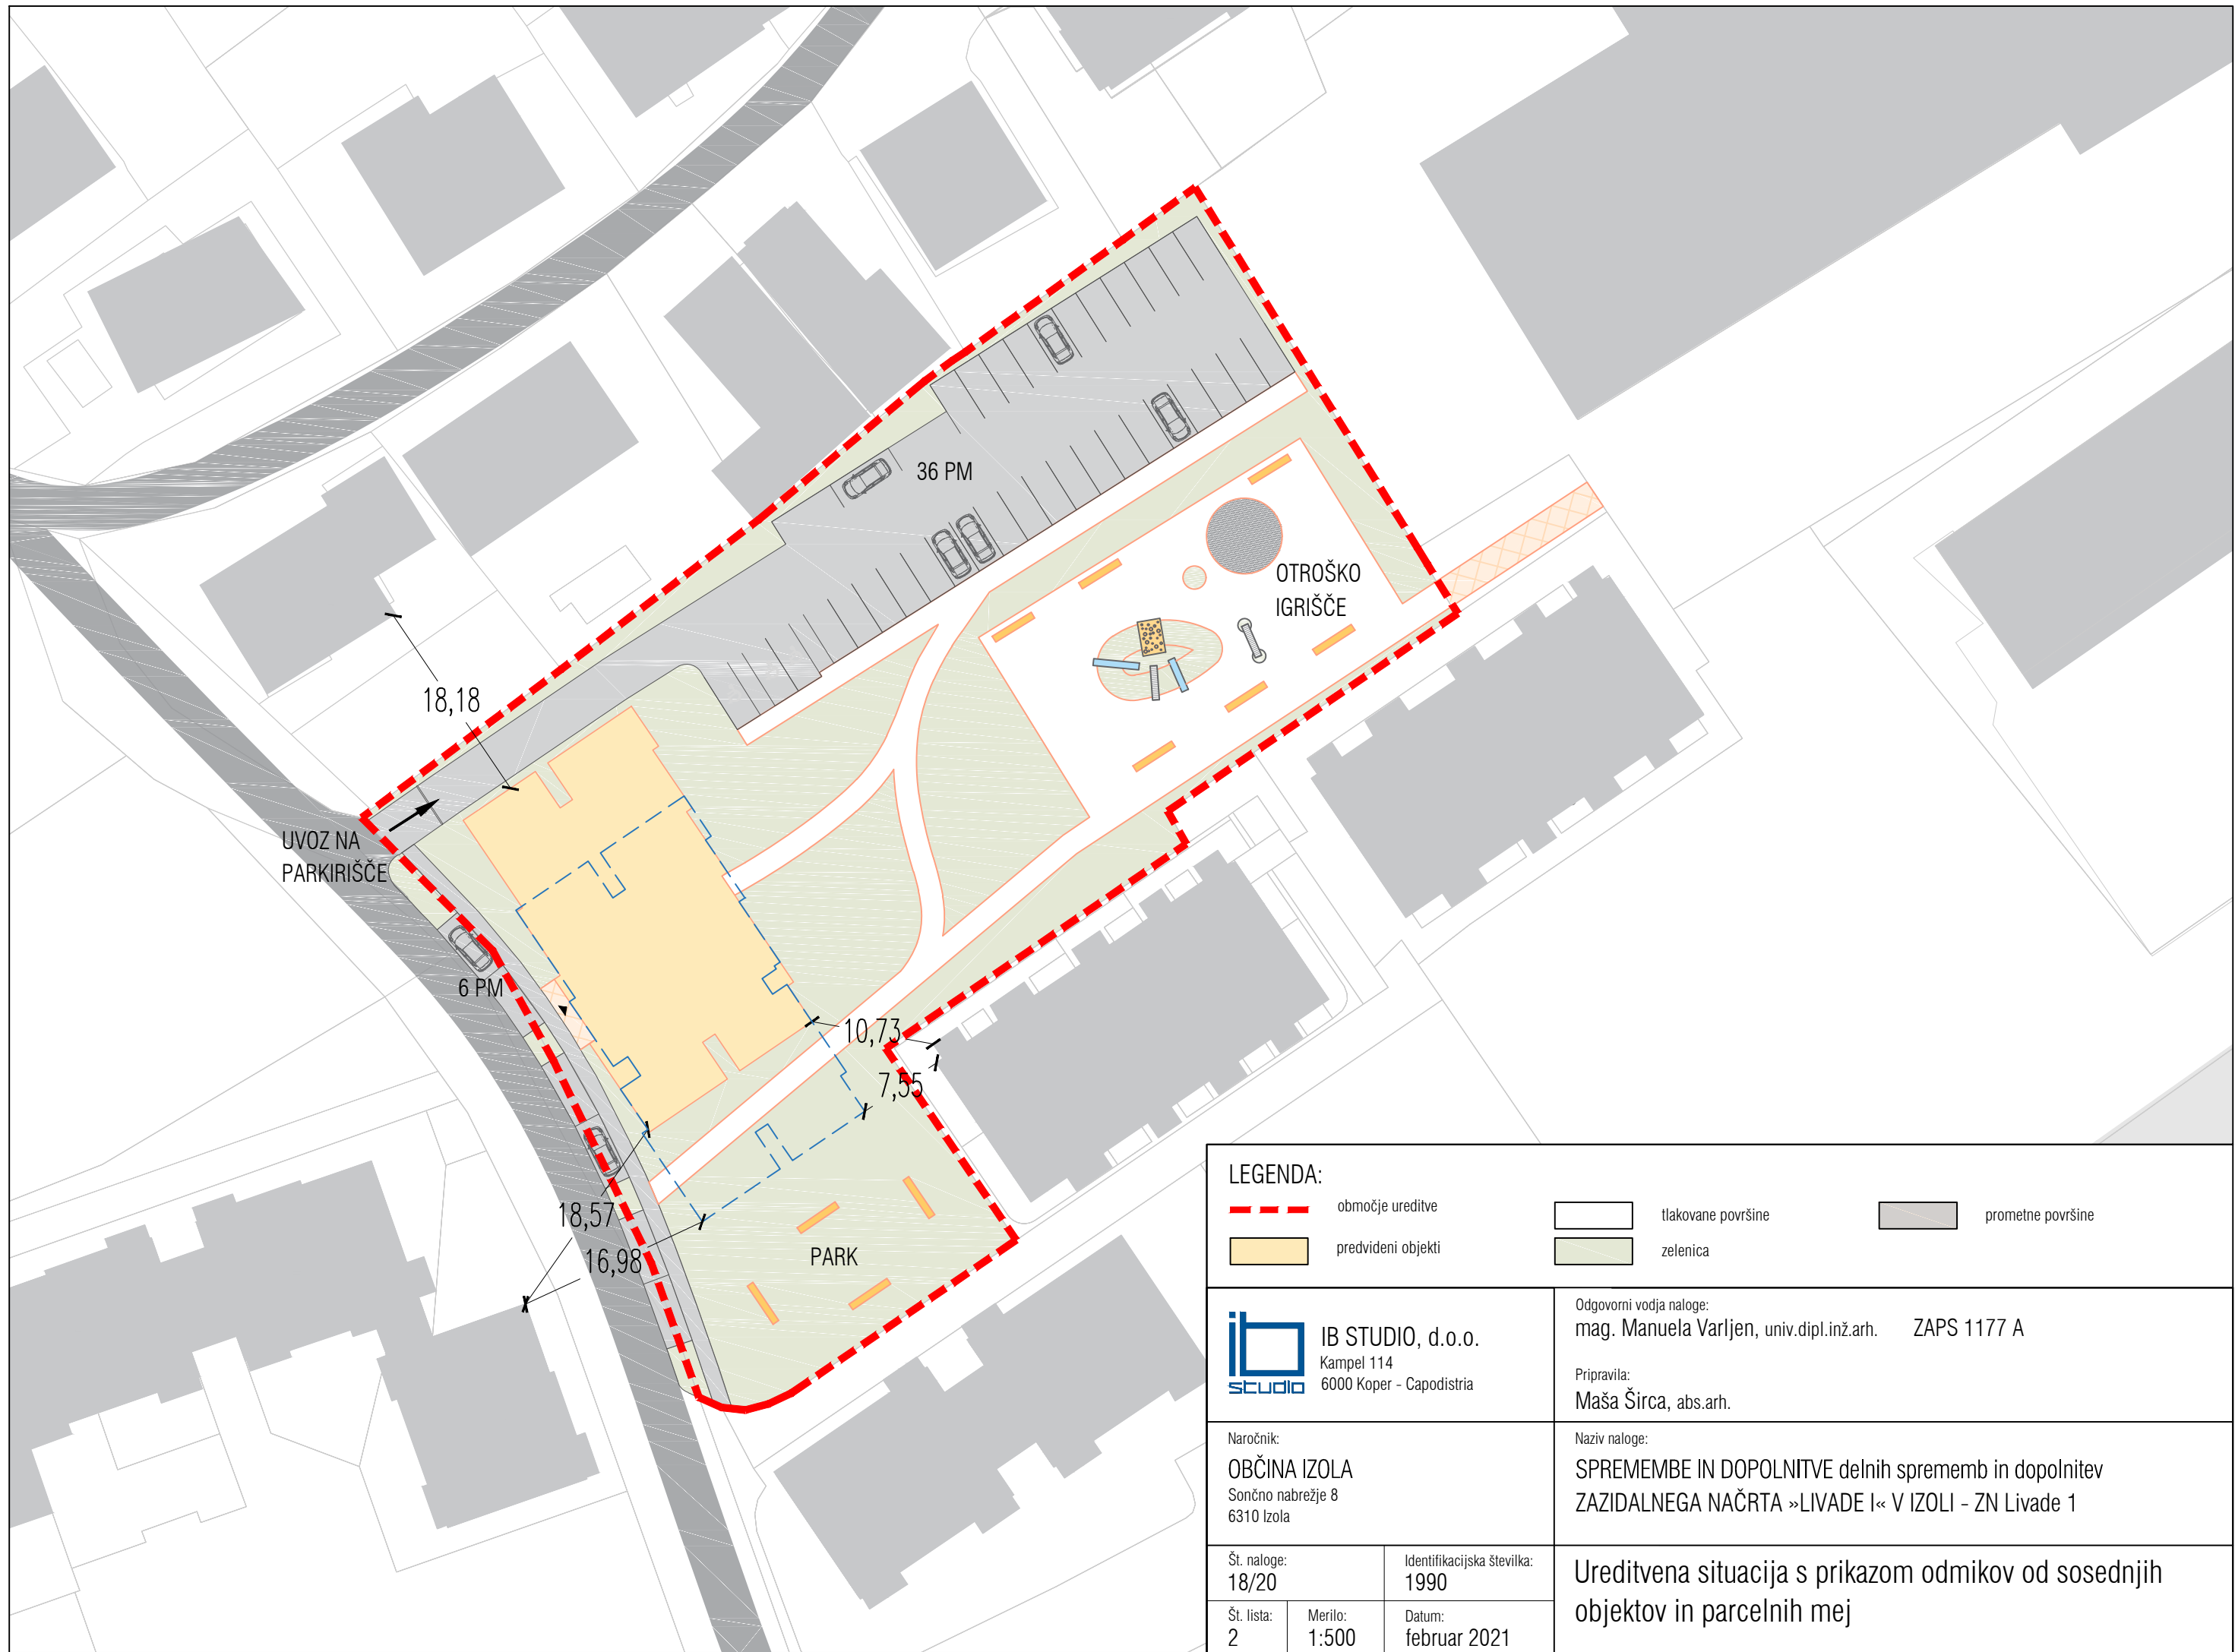 36 PM
OTROŠKO
IGRIŠČE
18,18
UVOZ NA
PARKIRIŠČE
6 PM
10,73
7,55
18,57
16,98
PARK
LEGENDA:
območje ureditve
tlakovane površine
prometne površine
predvideni objekti
zelenica
ib
studio
IB STUDIO, d.o.o.
Kampel 114
6000 Koper - Capodistria
Odgovorni vodja naloge:
mag. Manuela Varljen, univ.dipl.inž.arh. ZAPS 1177 A
Pripravila:
Maša Širca, abs.arh.
Naročnik:
OBČINA IZOLA
Sončno nabrežje 8
6310 Izola
Naziv naloge:
SPREMEMBE IN DOPOLNITVE delnih sprememb in dopolnitev
ZAZIDALNEGA NAČRTA »LIVADE I« V IZOLI - ZN Livade 1
Št. naloge:
18/20
Identifikacijska številka:
1990
Št. lista:
2
Merilo:
1:500
Datum:
februar 2021
Ureditvena situacija s prikazom odmikov od sosednjih
objektov in parcelnih mej